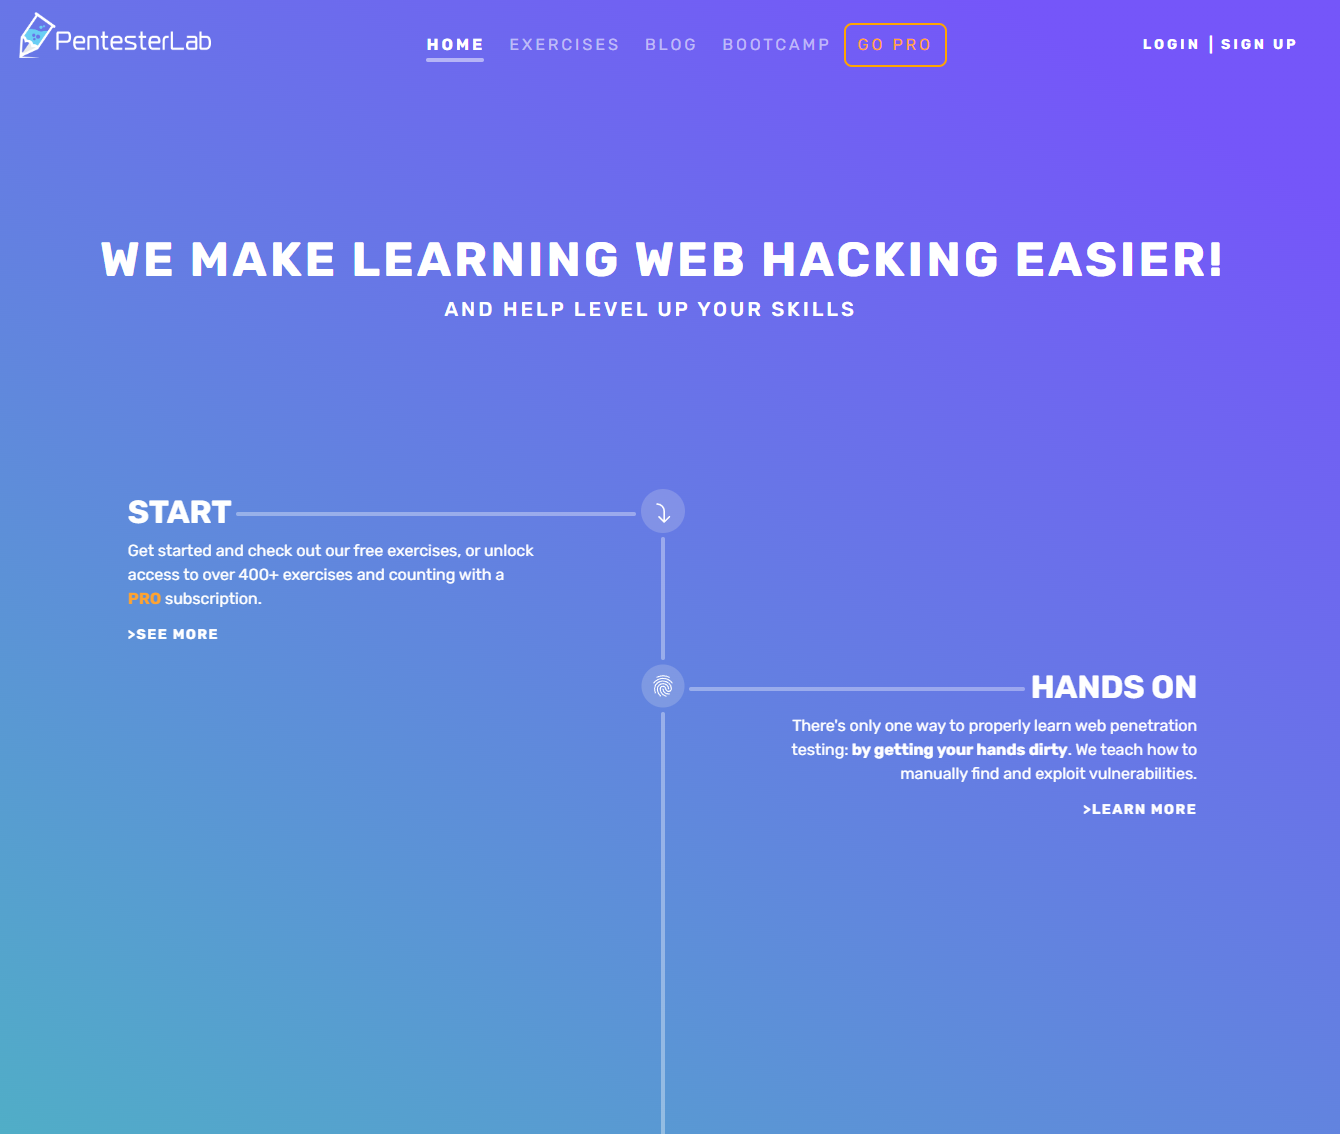 PentesterLab
HOME EXERCISES BLOG BOOTCAMP GO PRO
LOGIN | SIGN UP
WE MAKE LEARNING WEB HACKING EASIER!
AND HELP LEVEL UP YOUR SKILLS
START
Get started and check out our free exercises, or unlock
access to over 400+ exercises and counting with a
PRO subscription.
>SEE MORE
HANDS ON
There's only one way to properly learn web penetration
testing: by getting your hands dirty. We teach how to
manually find and exploit vulnerabilities.
>LEARN MORE